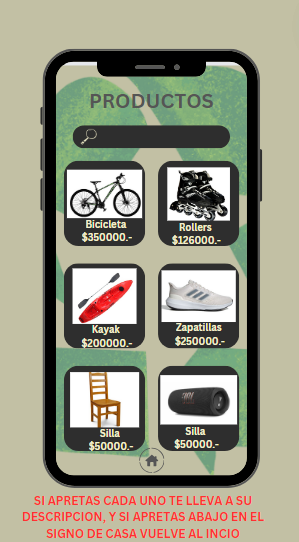 PRODUCTOS
Bicicleta
$350000.-
Rollers
$126000.-
Kayak
$200000.-
Zapatillas
$250000.-
Silla
$50000.-
JBL
Silla
$50000.-
SI APRETAS CADA UNO TE LLEVA A SU
DESCRIPCION, Y SI APRETAS ABAJO EN EL
SIGNO DE CASA VUELVE AL INCIO